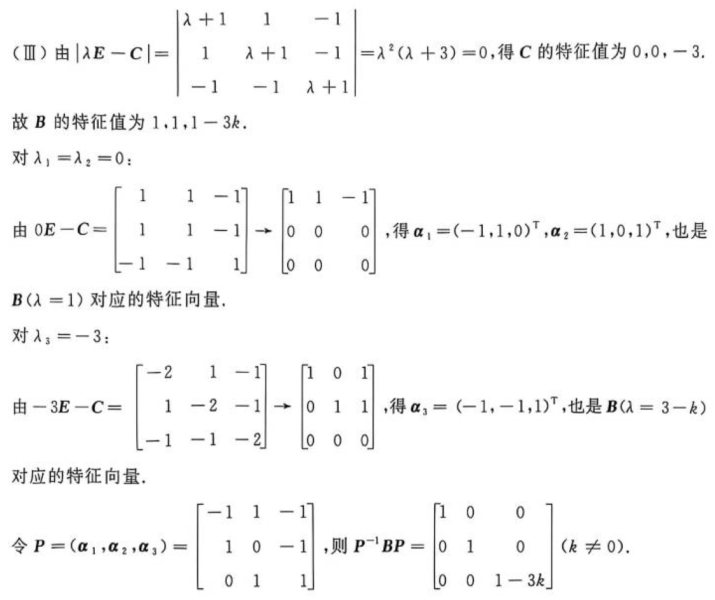 (Ⅲ) 由 |λE − C| = | λ+1 1 −1 ; 1 λ+1 −1 ; −1 −1 λ+1 | = λ²(λ+3) = 0, 得 C 的特征值为 0,0,−3.
故 B 的特征值为 1,1,1−3k.
对 λ₁ = λ₂ = 0:
由 0E − C = [ 1 1 −1 ; 1 1 −1 ; −1 −1 1 ] → [ 1 1 −1 ; 0 0 0 ; 0 0 0 ], 得 α₁ = (−1,1,0)ᵀ, α₂ = (1,0,1)ᵀ, 也是
B(λ = 1) 对应的特征向量.
对 λ₃ = −3:
由 −3E − C = [ −2 1 −1 ; 1 −2 −1 ; −1 −1 −2 ] → [ 1 0 1 ; 0 1 1 ; 0 0 0 ], 得 α₃ = (−1,−1,1)ᵀ, 也是 B(λ = 3−k)
对应的特征向量.
令 P = (α₁,α₂,α₃) = [ −1 1 −1 ; 1 0 −1 ; 0 1 1 ], 则 P⁻¹BP = [ 1 0 0 ; 0 1 0 ; 0 0 1−3k ] (k ≠ 0).